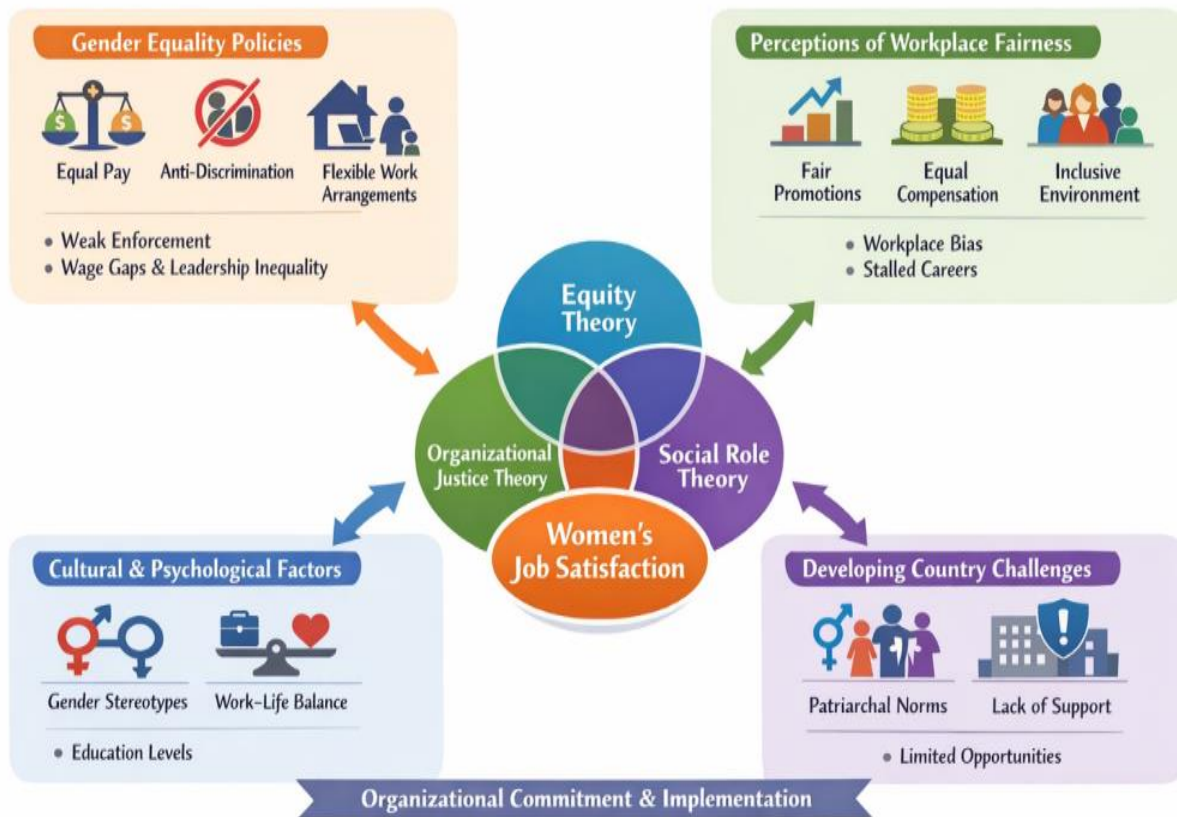 Gender Equality Policies
Equal Pay
Anti-Discrimination
Flexible Work
Arrangements
• Weak Enforcement
• Wage Gaps & Leadership Inequality
Perceptions of Workplace Fairness
Fair
Promotions
Equal
Compensation
Inclusive
Environment
• Workplace Bias
• Stalled Careers
Equity
Theory
Organizational
Justice Theory
Social Role
Theory
Women's
Job Satisfaction
Cultural & Psychological Factors
Gender Stereotypes
Work-Life Balance
• Education Levels
Developing Country Challenges
Patriarchal Norms
Lack of Support
• Limited Opportunities
Organizational Commitment & Implementation